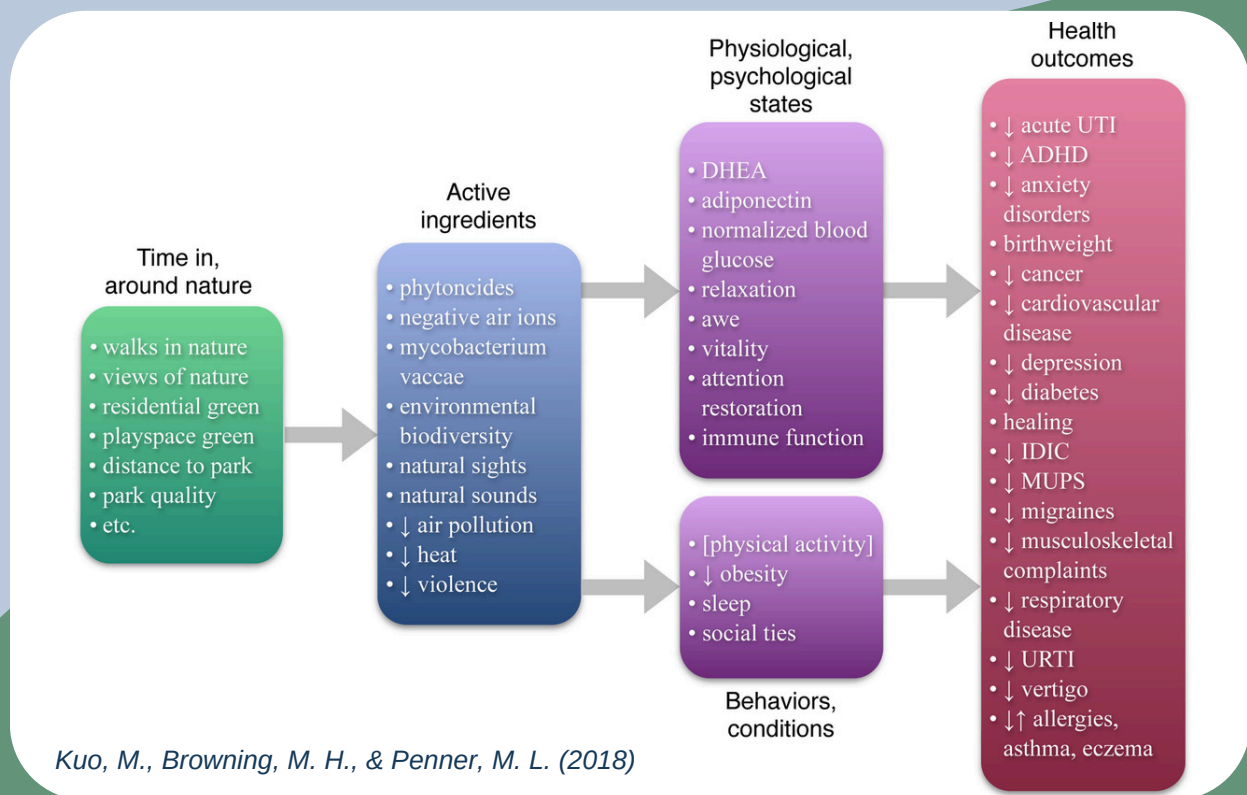 Time in,
around nature
• walks in nature
• views of nature
• residential green
• playspace green
• distance to park
• park quality
• etc.
Active
ingredients
• phytoncides
• negative air ions
• mycobacterium
vaccae
• environmental
biodiversity
• natural sights
• natural sounds
• ↓ air pollution
• ↓ heat
• ↓ violence
Physiological,
psychological
states
• DHEA
• adiponectin
• normalized blood
glucose
• relaxation
• awe
• vitality
• attention
restoration
• immune function
• [physical activity]
• ↓ obesity
• sleep
• social ties
Behaviors,
conditions
Health
outcomes
• ↓ acute UTI
• ↓ ADHD
• ↓ anxiety
disorders
• birthweight
• ↓ cancer
• ↓ cardiovascular
disease
• ↓ depression
• ↓ diabetes
• healing
• ↓ IDIC
• ↓ MUPS
• ↓ migraines
• ↓ musculoskeletal
complaints
• ↓ respiratory
disease
• ↓ URTI
• ↓ vertigo
• ↓↑ allergies,
asthma, eczema
Kuo, M., Browning, M. H., & Penner, M. L. (2018)